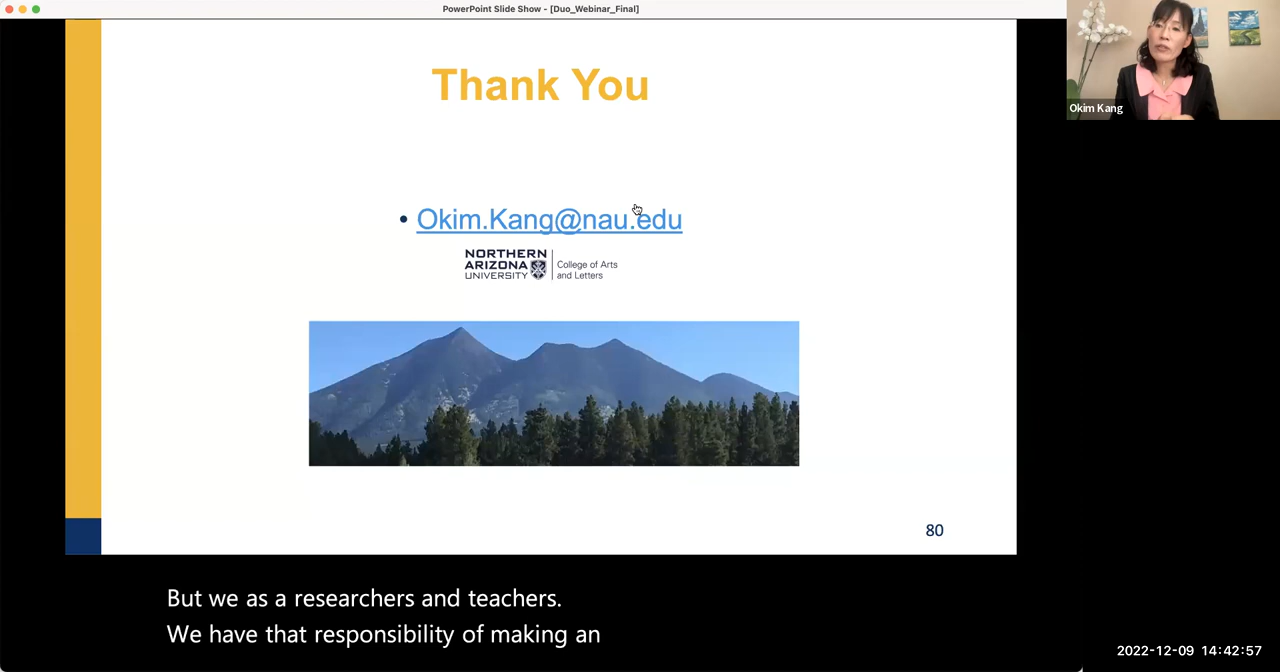 PowerPoint Slide Show - [Duo_Webinar_Final]
Thank You
• Okim.Kang@nau.edu
NORTHERN
ARIZONA
UNIVERSITY
College of Arts
and Letters
80
Okim Kang
But we as a researchers and teachers.
We have that responsibility of making an
2022-12-09 14:42:57